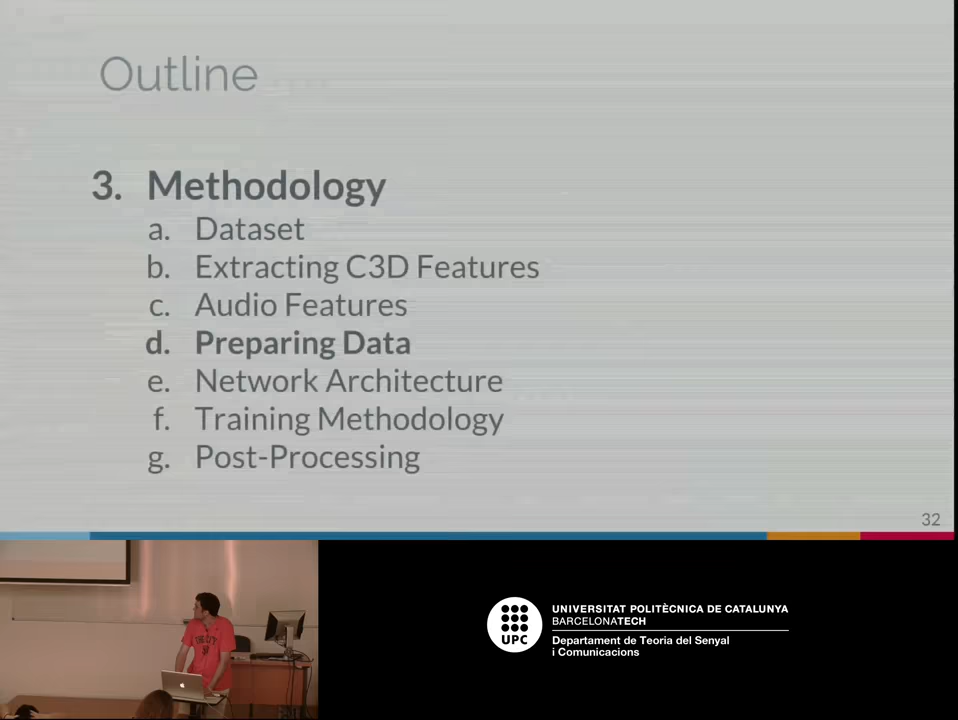 Outline
3. Methodology
a. Dataset
b. Extracting C3D Features
c. Audio Features
d. Preparing Data
e. Network Architecture
f. Training Methodology
g. Post-Processing
32
UPC
UNIVERSITAT POLITÈCNICA DE CATALUNYA
BARCELONATECH
Departament de Teoria del Senyal
i Comunicacions